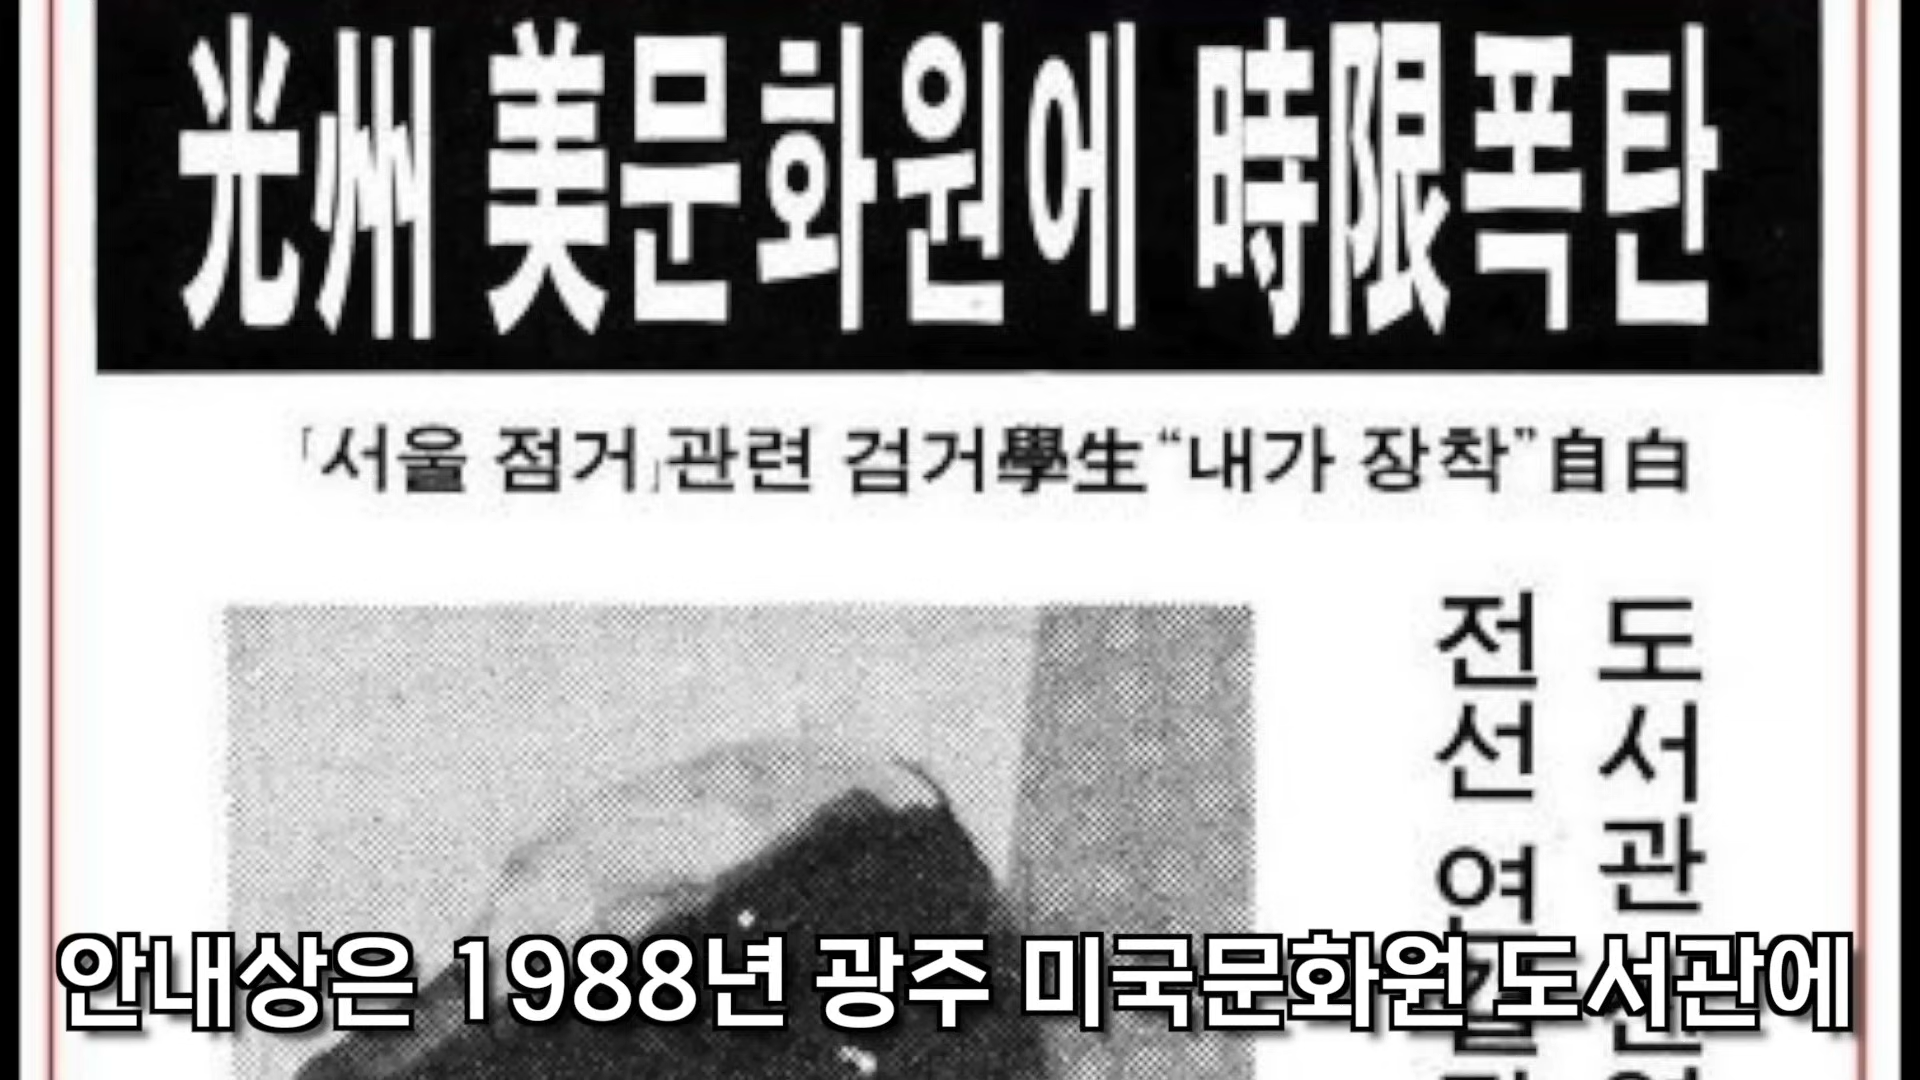 光州 美문화원에 時限폭탄
「서울 점거」관련 검거學生“내가 장착”自白
도서관
전선 연결
안내상은 1988년 광주 미국문화원 도서관에